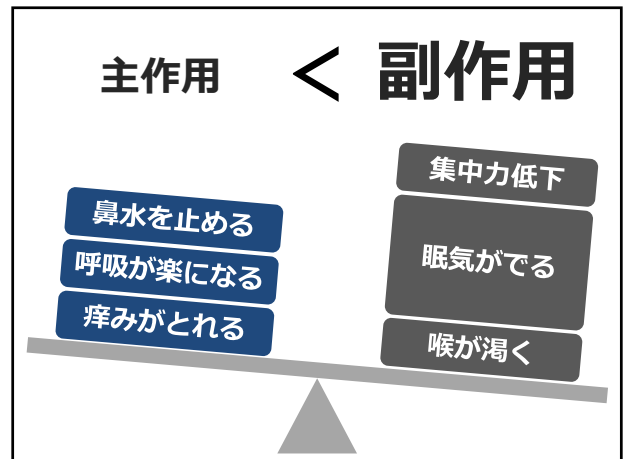 主作用 < 副作用
鼻水を止める
呼吸が楽になる
痒みがとれる
集中力低下
眠気がでる
喉が渇く